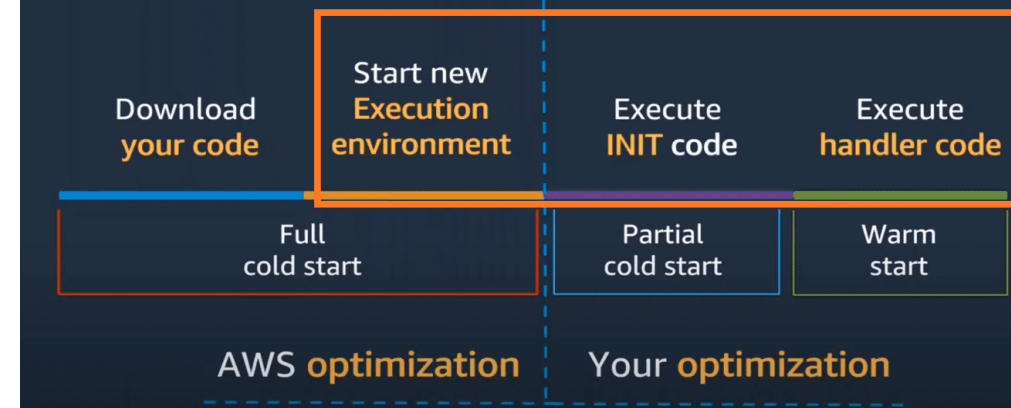 Download
your code
Start new
Execution
environment
Execute
INIT code
Execute
handler code
Full
cold start
Partial
cold start
Warm
start
AWS optimization
Your optimization